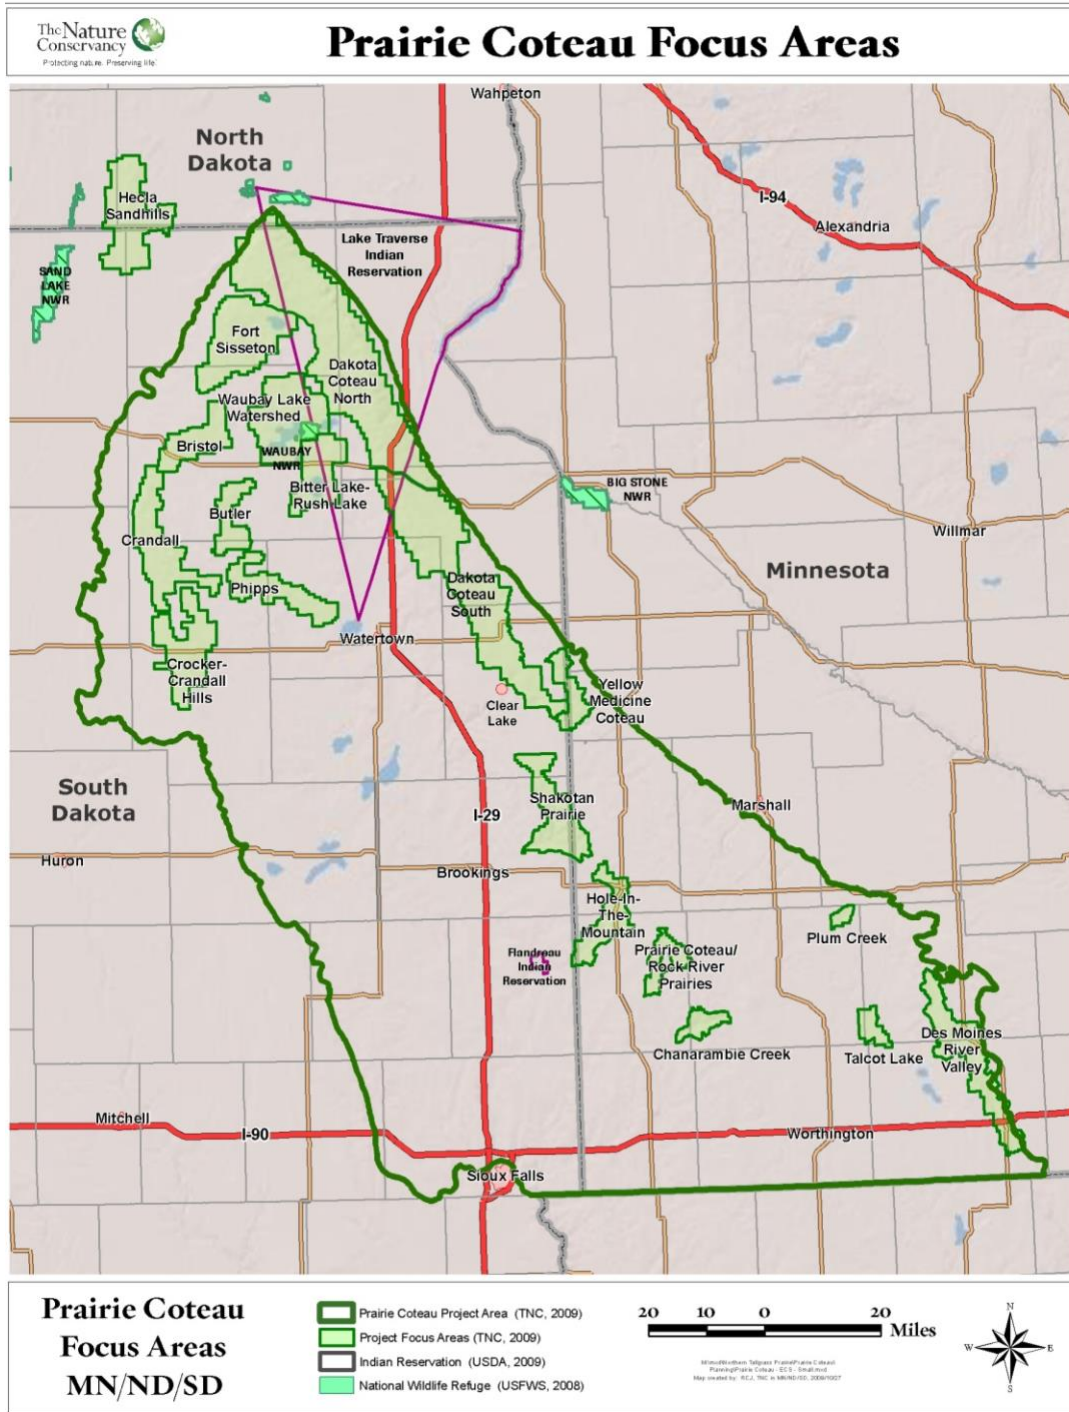 The Nature
Conservancy
Protecting nature. Preserving life.
Prairie Coteau Focus Areas
Wahpeton
North
Dakota
Hecla
Sandhills
I-94
Alexandria
Lake Traverse
Indian
Reservation
SAND
LAKE
NWR
Fort
Sisseton
Dakota
Coteau
North
Waubay Lake
Watershed
Bristol
WAUBAY
NWR
Bitter Lake-
Rush Lake
BIG STONE
NWR
Butler
Crandall
Willmar
Minnesota
Phipps
Dakota
Coteau
South
Watertown
Crocker-
Crandall
Hills
Yellow
Medicine
Coteau
Clear
Lake
South
Dakota
Shakotan
Prairie
Marshall
I-29
Huron
Brookings
Hole-In-
The-
Mountain
Plum Creek
Flandreau
Indian
Reservation
Prairie Coteau/
Rock River
Prairies
Des Moines
River
Valley
Chanarambie Creek
Talcot Lake
Mitchell
I-90
Worthington
Sioux Falls
Prairie Coteau
Focus Areas
MN/ND/SD
Prairie Coteau Project Area (TNC, 2009)
Project Focus Areas (TNC, 2009)
Indian Reservation (USDA, 2009)
National Wildlife Refuge (USFWS, 2008)
20 10 0 20
Miles
N
W E
S